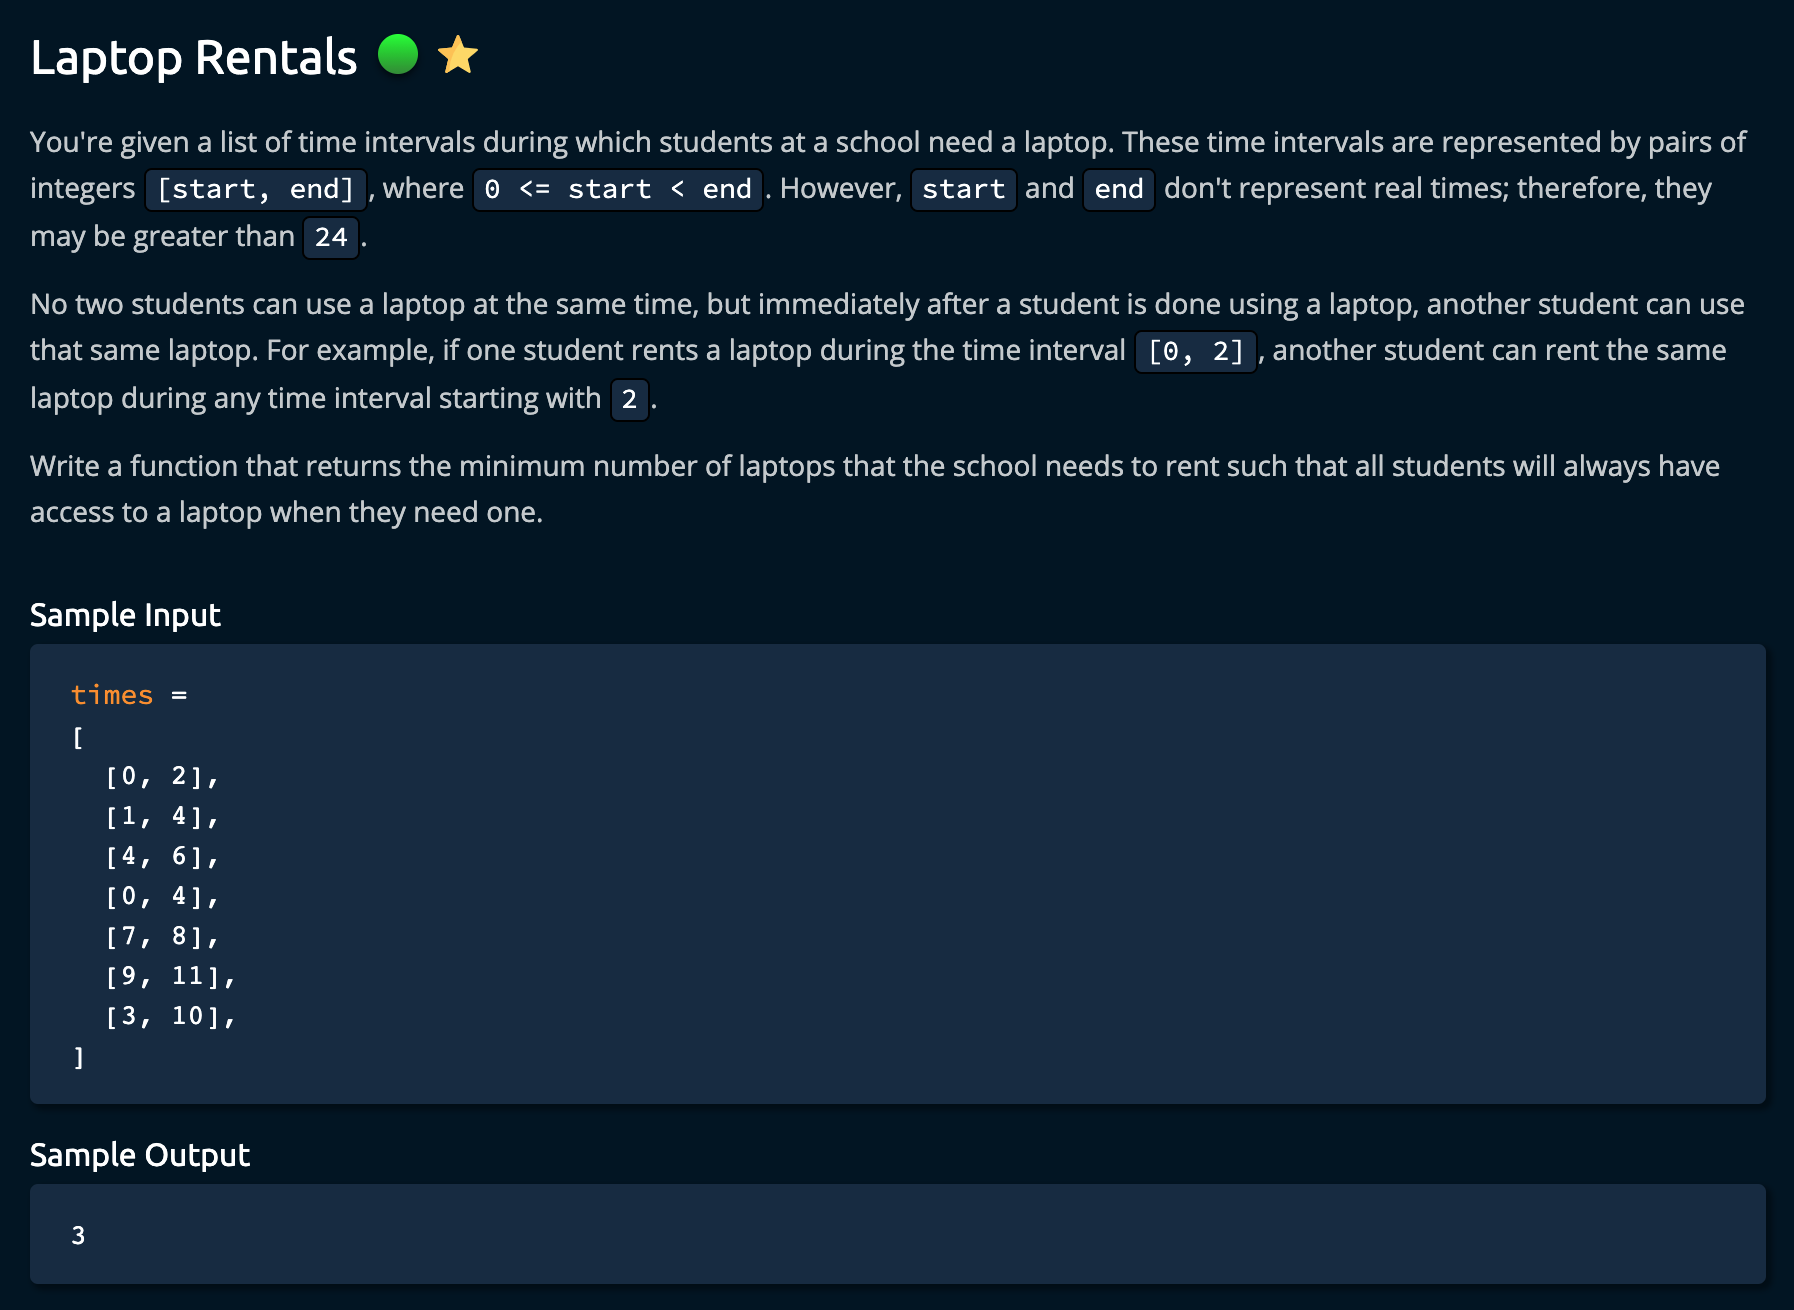 Laptop Rentals
You're given a list of time intervals during which students at a school need a laptop. These time intervals are represented by pairs of
integers [start, end], where 0 <= start < end. However, start and end don't represent real times; therefore, they
may be greater than 24.
No two students can use a laptop at the same time, but immediately after a student is done using a laptop, another student can use
that same laptop. For example, if one student rents a laptop during the time interval [0, 2], another student can rent the same
laptop during any time interval starting with 2.
Write a function that returns the minimum number of laptops that the school needs to rent such that all students will always have
access to a laptop when they need one.
Sample Input
times =
[
[0, 2],
[1, 4],
[4, 6],
[0, 4],
[7, 8],
[9, 11],
[3, 10],
]
Sample Output
3